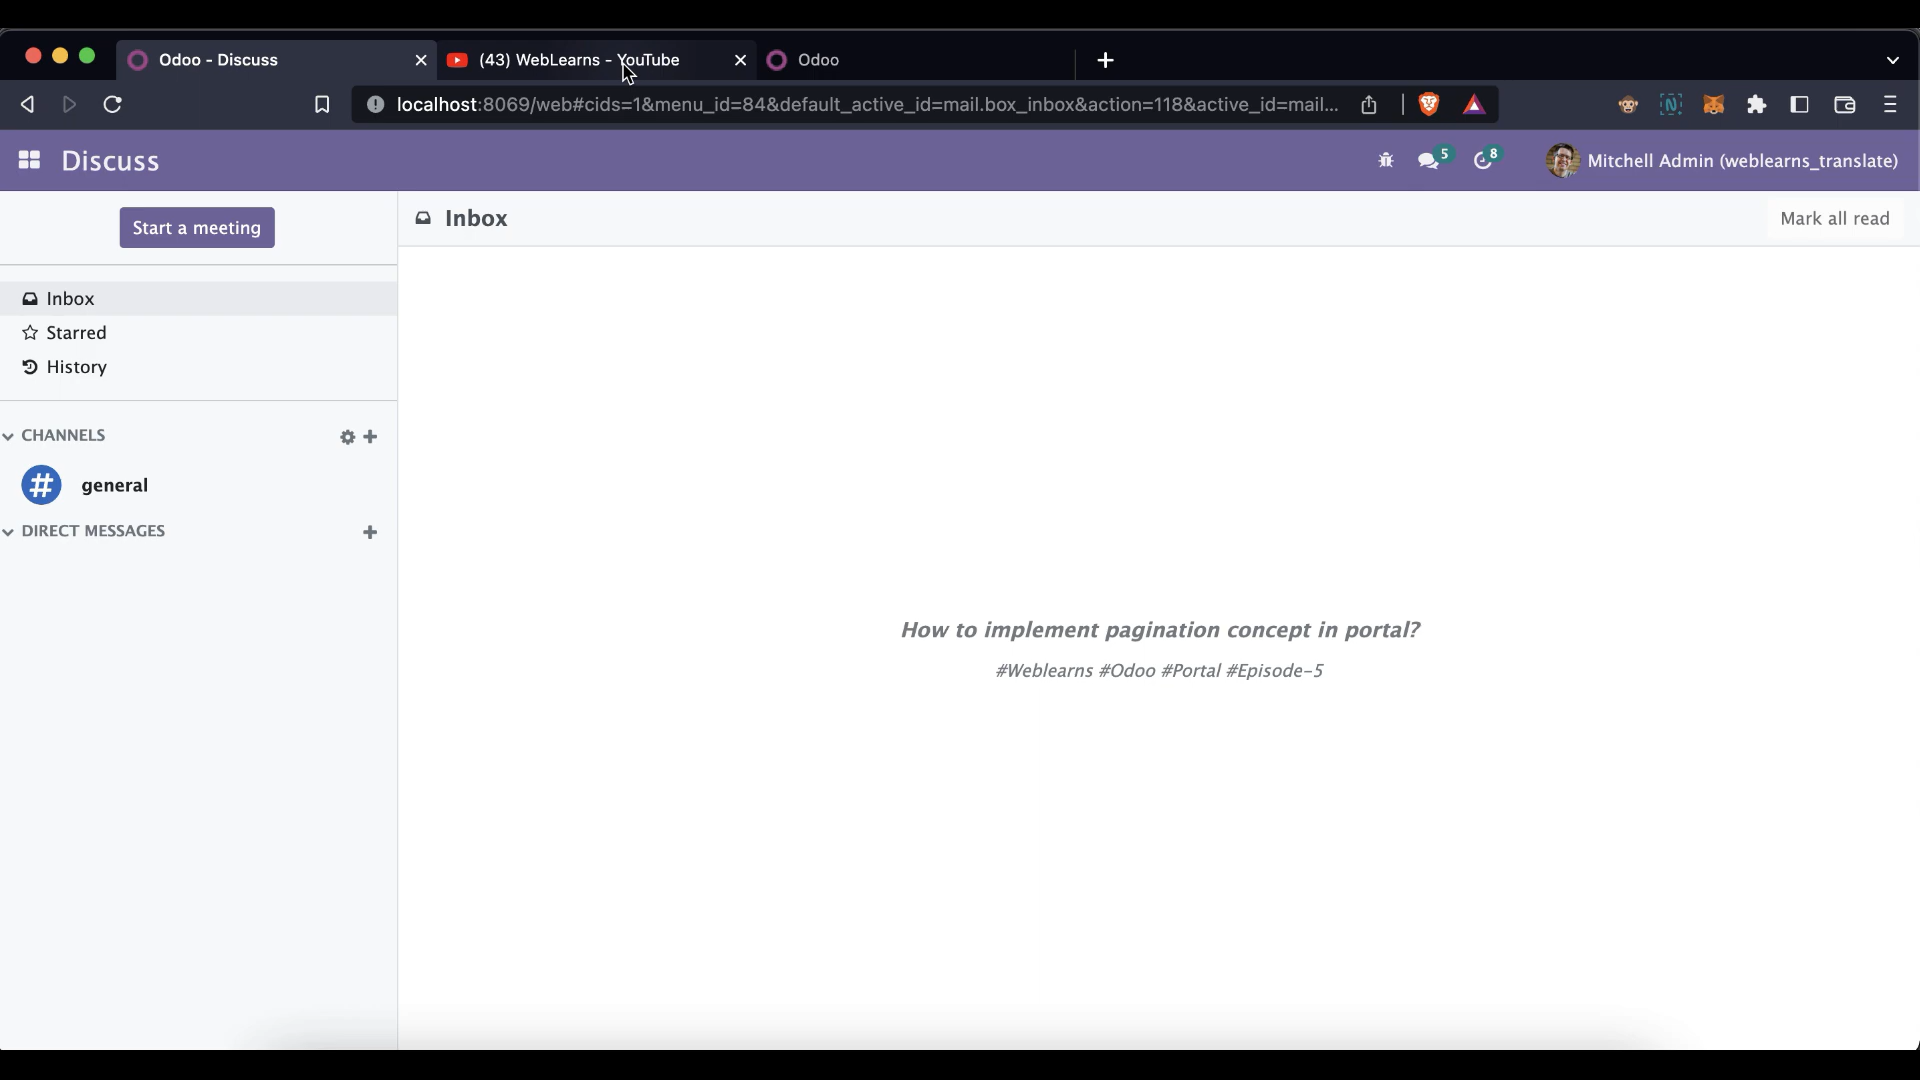 Odoo - Discuss
(43) WebLearns - YouTube
Odoo
localhost:8069/web#cids=1&menu_id=84&default_active_id=mail.box_inbox&action=118&active_id=mail...
Discuss
5
8
Mitchell Admin (weblearns_translate)
Start a meeting
Inbox
Mark all read
Inbox
Starred
History
CHANNELS
general
DIRECT MESSAGES
How to implement pagination concept in portal?
#Weblearns #Odoo #Portal #Episode-5